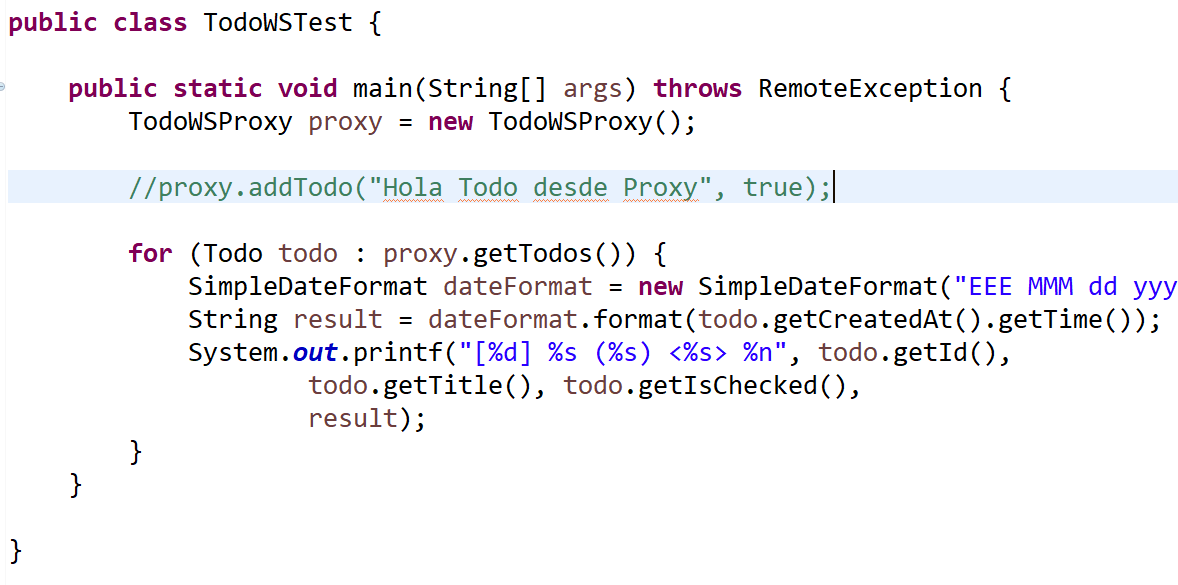 public class TodoWSTest {
public static void main(String[] args) throws RemoteException {
TodoWSProxy proxy = new TodoWSProxy();
//proxy.addTodo("Hola Todo desde Proxy", true);
for (Todo todo : proxy.getTodos()) {
SimpleDateFormat dateFormat = new SimpleDateFormat("EEE MMM dd yyy
String result = dateFormat.format(todo.getCreatedAt().getTime());
System.out.printf("[%d] %s (%s) <%s> %n", todo.getId(),
todo.getTitle(), todo.getIsChecked(),
result);
}
}
}